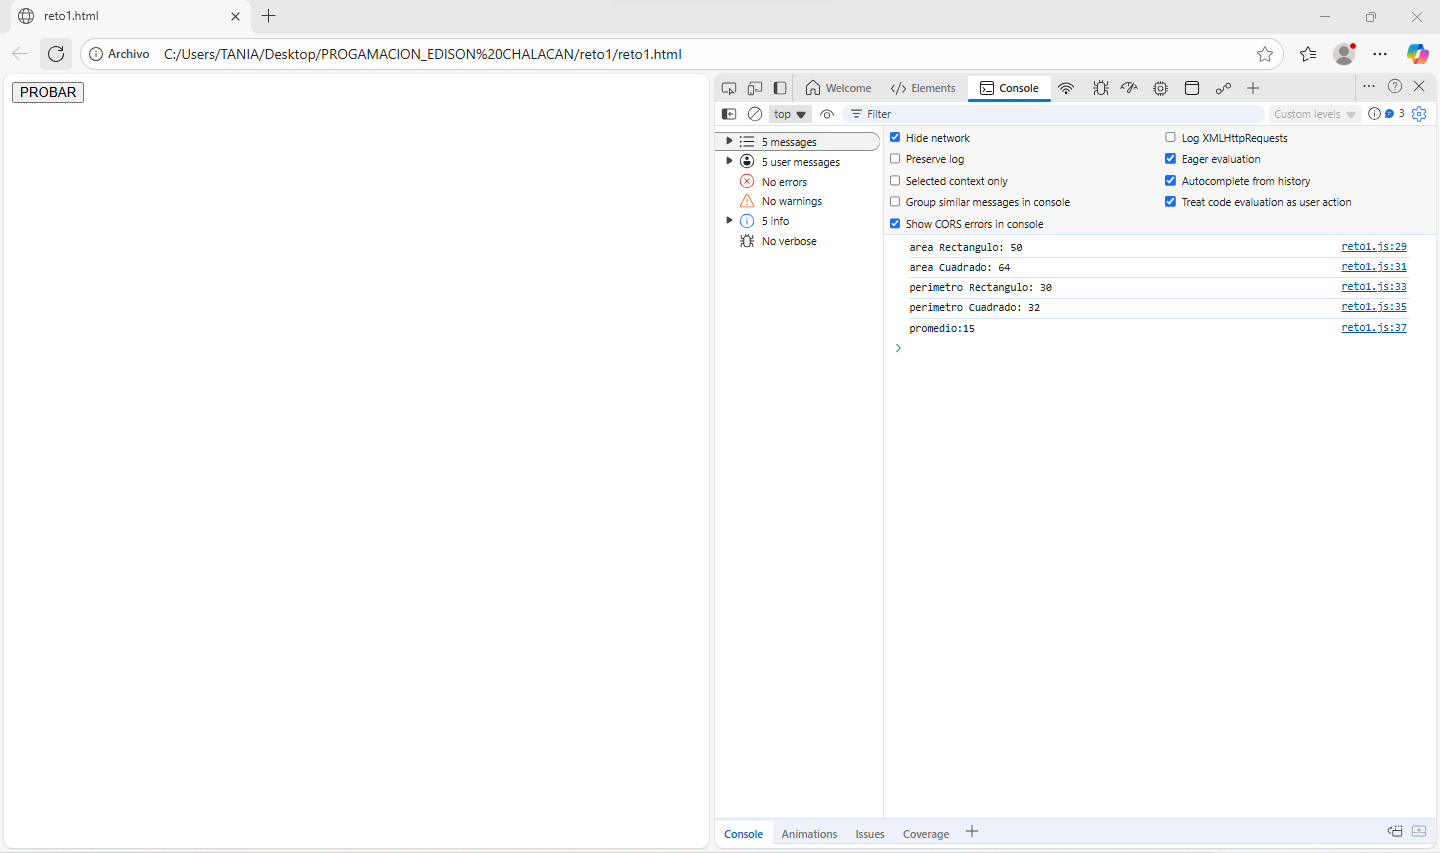 reto1.html
Archivo C:/Users/TANIA/Desktop/PROGAMACION_EDISON%20CHALACAN/reto1/reto1.html
PROBAR
Welcome Elements Console
top Filter Custom levels 3
5 messages
5 user messages
No errors
No warnings
5 info
No verbose
Hide network Log XMLHttpRequests
Preserve log Eager evaluation
Selected context only Autocomplete from history
Group similar messages in console Treat code evaluation as user action
Show CORS errors in console
area Rectangulo: 50 reto1.js:29
area Cuadrado: 64 reto1.js:31
perimetro Rectangulo: 30 reto1.js:33
perimetro Cuadrado: 32 reto1.js:35
promedio:15 reto1.js:37
Console Animations Issues Coverage